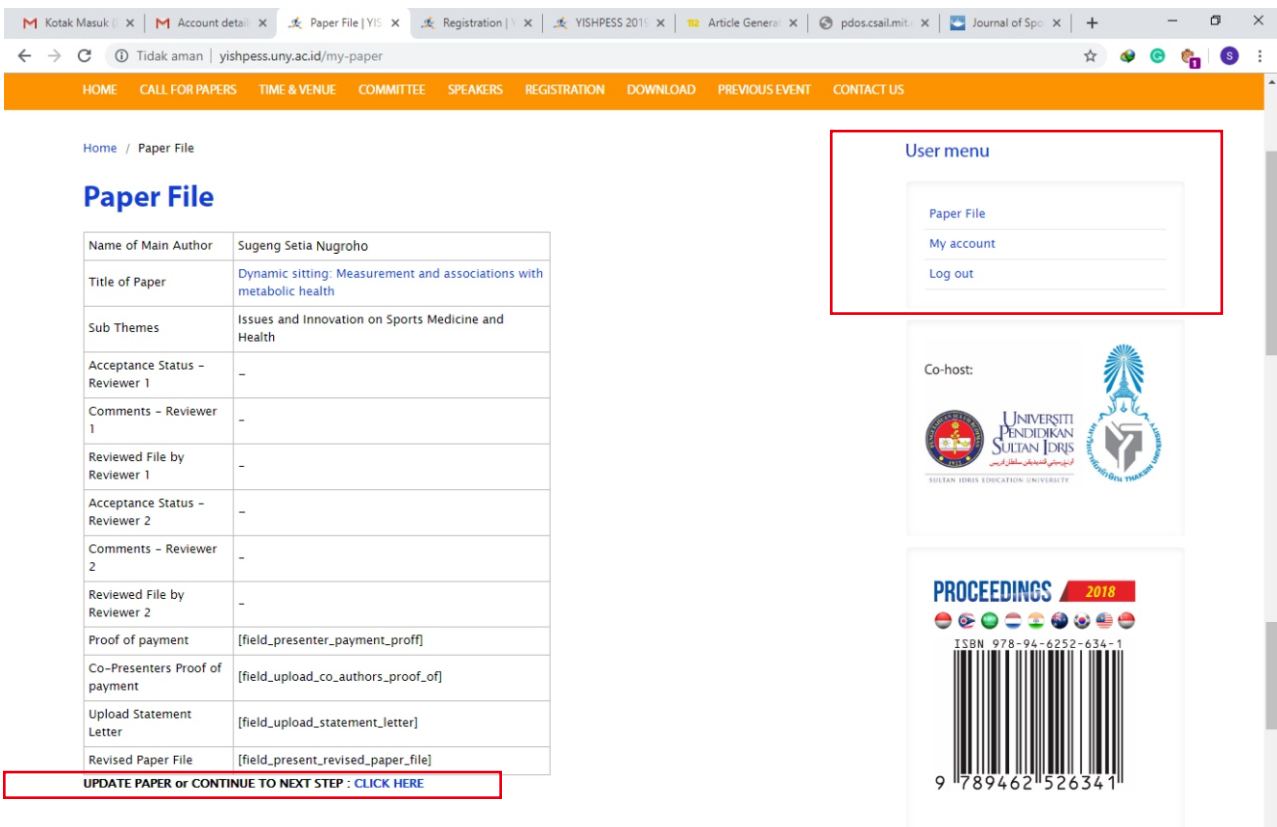 Kotak Masuk (
Account detail
Paper File | YIS
Registration | Y
YISHPESS 2019
112 Article Generat
pdos.csail.mit.e
Journal of Spo
Tidak aman | yishpess.uny.ac.id/my-paper
S
1
HOME CALL FOR PAPERS TIME & VENUE COMMITTEE SPEAKERS REGISTRATION DOWNLOAD PREVIOUS EVENT CONTACT US
Home / Paper File
Paper File
Name of Main Author Sugeng Setia Nugroho
Title of Paper Dynamic sitting: Measurement and associations with
metabolic health
Sub Themes Issues and Innovation on Sports Medicine and
Health
Acceptance Status –
Reviewer 1
–
Comments – Reviewer
1
–
Reviewed File by
Reviewer 1
–
Acceptance Status –
Reviewer 2
–
Comments – Reviewer
2
–
Reviewed File by
Reviewer 2
–
Proof of payment [field_presenter_payment_proff]
Co-Presenters Proof of
payment
[field_upload_co_authors_proof_of]
Upload Statement
Letter
[field_upload_statement_letter]
Revised Paper File [field_present_revised_paper_file]
UPDATE PAPER or CONTINUE TO NEXT STEP : CLICK HERE
User menu
Paper File
My account
Log out
Co-host:
UNIVERSITI
PENDIDIKAN
SULTAN IDRIS
اونيۏرسيتي ڤنديديقن سلطان ادريس
SULTAN IDRIS EDUCATION UNIVERSITY
PROCEEDINGS 2018
ISBN 978-94-6252-634-1
9 789462 526341